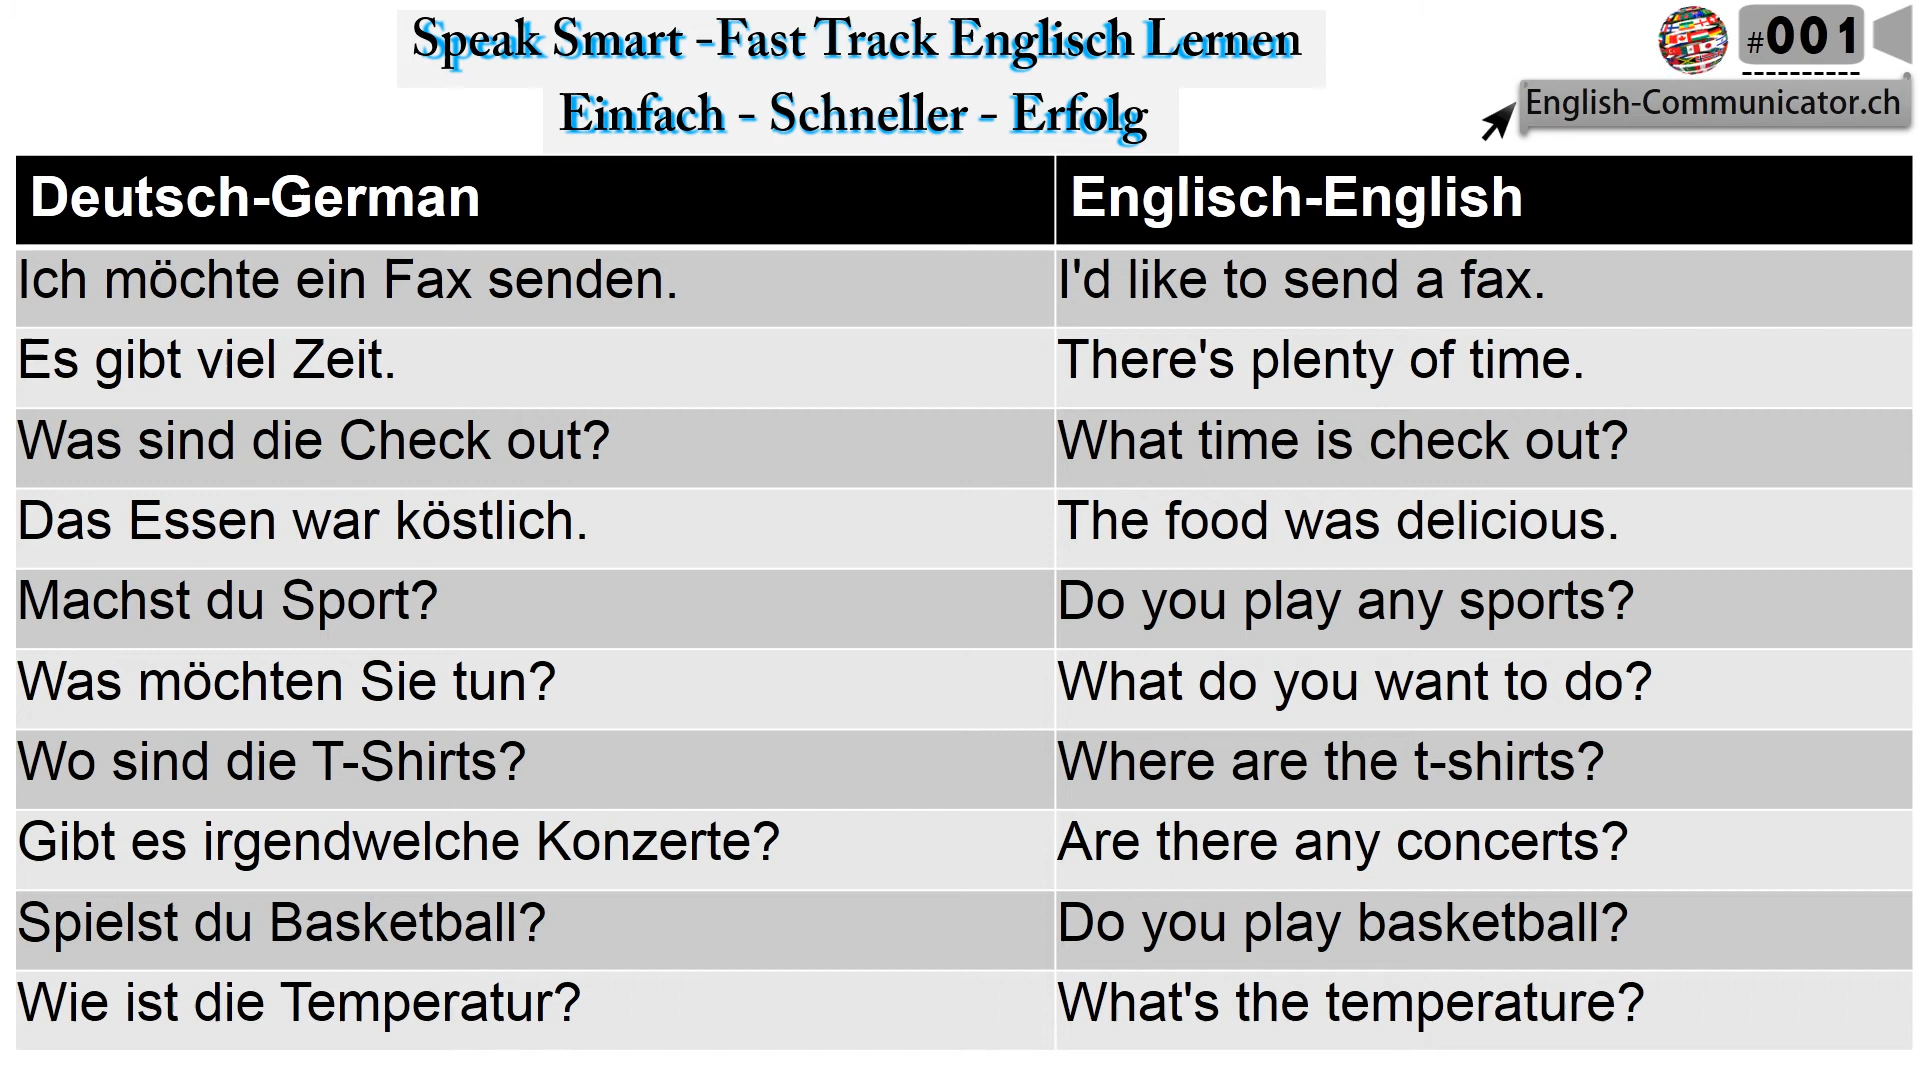 Speak Smart -Fast Track Englisch Lernen
Einfach - Schneller - Erfolg
#001
English-Communicator.ch
Deutsch-German Englisch-English
Ich möchte ein Fax senden. I'd like to send a fax.
Es gibt viel Zeit. There's plenty of time.
Was sind die Check out? What time is check out?
Das Essen war köstlich. The food was delicious.
Machst du Sport? Do you play any sports?
Was möchten Sie tun? What do you want to do?
Wo sind die T-Shirts? Where are the t-shirts?
Gibt es irgendwelche Konzerte? Are there any concerts?
Spielst du Basketball? Do you play basketball?
Wie ist die Temperatur? What's the temperature?